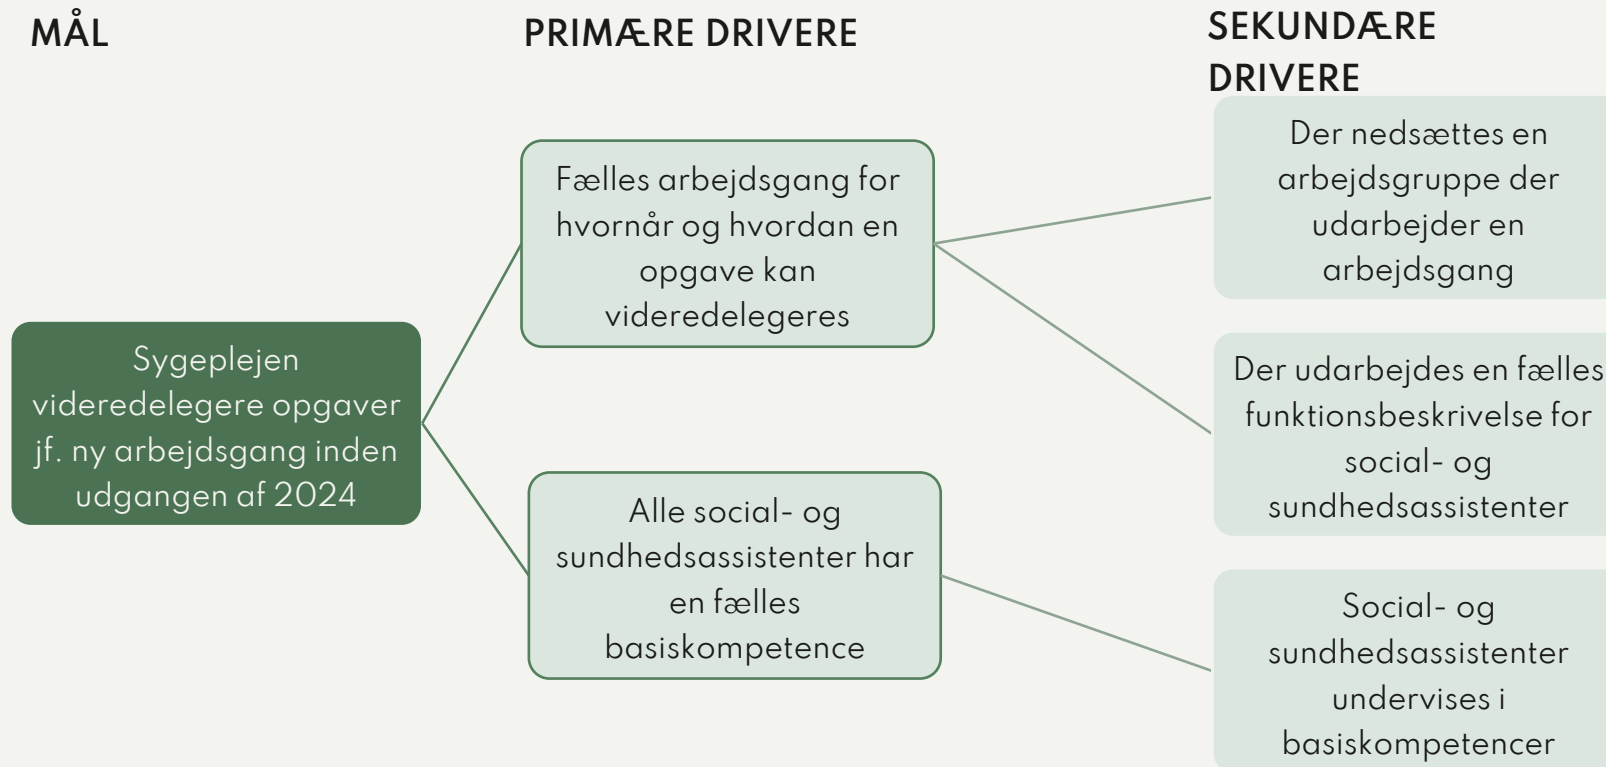 MÅL
PRIMÆRE DRIVERE
SEKUNDÆRE
DRIVERE
Sygeplejen
videredelegere opgaver
jf. ny arbejdsgang inden
udgangen af 2024
Fælles arbejdsgang for
hvornår og hvordan en
opgave kan
videredelegeres
Alle social- og
sundhedsassistenter har
en fælles
basiskompetence
Der nedsættes en
arbejdsgruppe der
udarbejder en
arbejdsgang
Der udarbejdes en fælles
funktionsbeskrivelse for
social- og
sundhedsassistenter
Social- og
sundhedsassistenter
undervises i
basiskompetencer